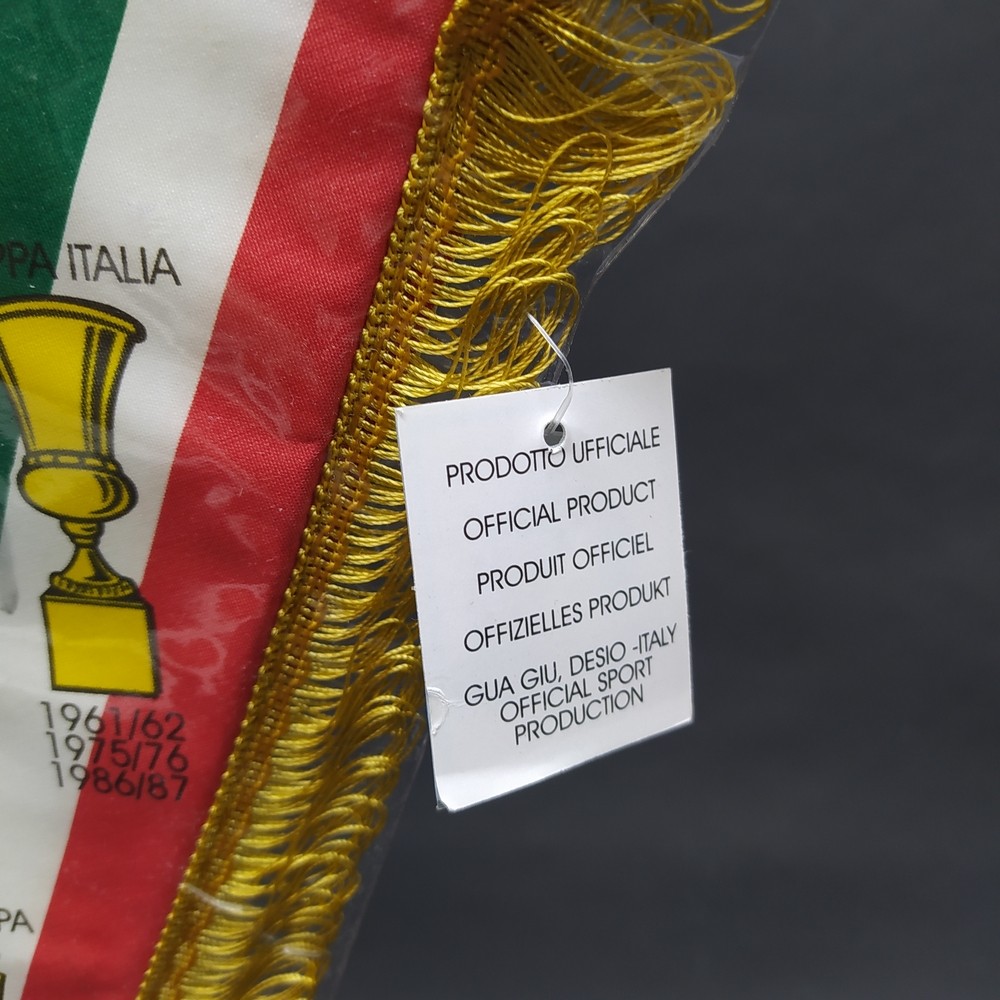 PPA ITALIA
1961/62
1975/76
1986/87
PPA
PRODOTTO UFFICIALE
OFFICIAL PRODUCT
PRODUIT OFFICIEL
OFFIZIELLES PRODUKT
GUA GIU, DESIO -ITALY
OFFICIAL SPORT
PRODUCTION